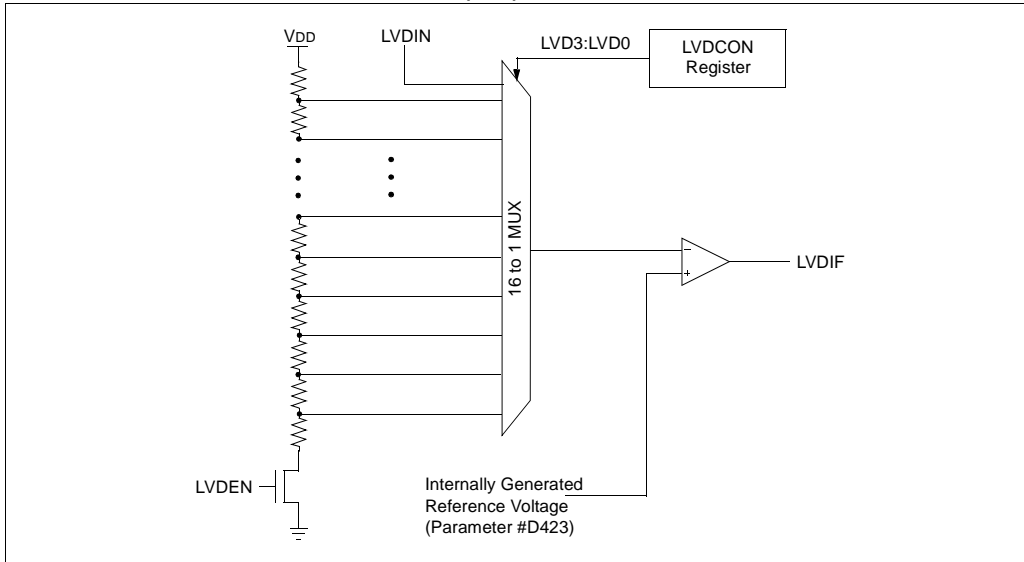 VDD
LVDIN
LVD3:LVD0
LVDCON
Register
16 to 1 MUX
–
+
LVDIF
LVDEN
Internally Generated
Reference Voltage
(Parameter #D423)